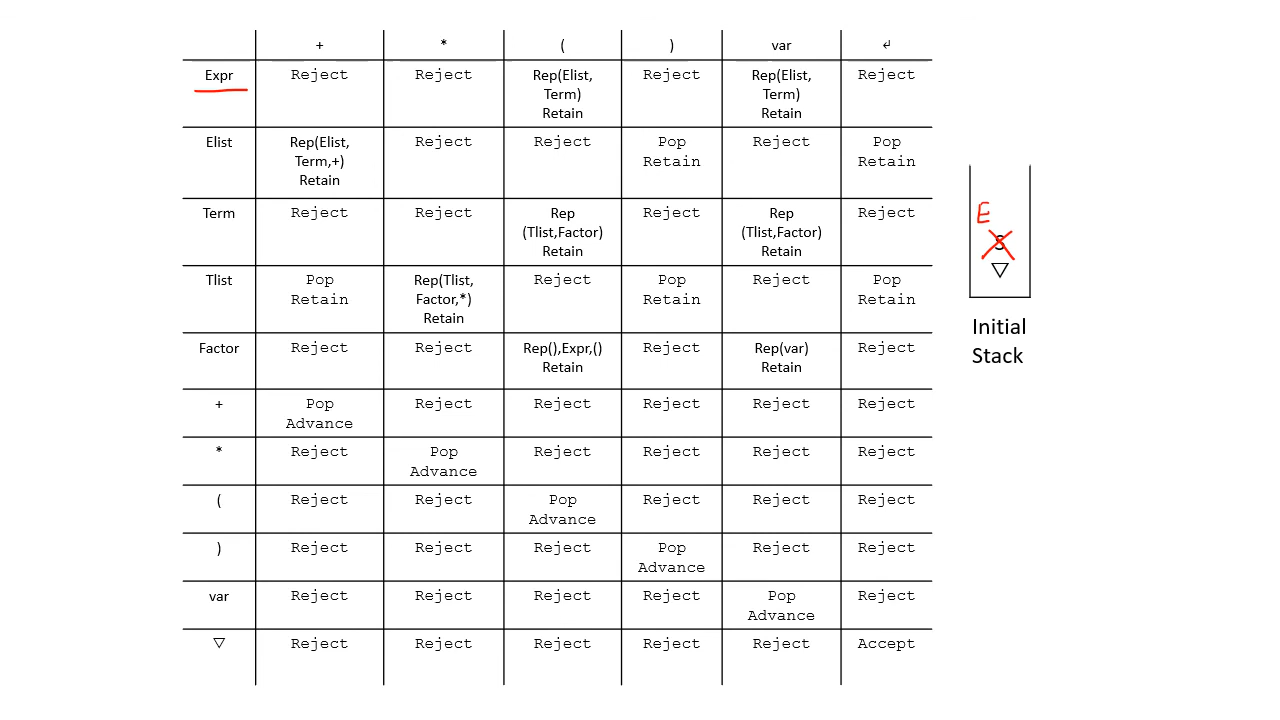 + * ( ) var ↲
Expr Reject Reject Rep(Elist, Reject Rep(Elist, Reject
Term) Term)
Retain Retain
Elist Rep(Elist, Reject Reject Pop Reject Pop
Term,+) Retain Retain
Retain
Term Reject Reject Rep Reject Rep Reject
(Tlist,Factor) (Tlist,Factor)
Retain Retain
Tlist Pop Rep(Tlist, Reject Pop Reject Pop
Retain Factor,*) Retain Retain
Retain
Factor Reject Reject Rep(),Expr,() Reject Rep(var) Reject
Retain Retain
+ Pop Reject Reject Reject Reject Reject
Advance
* Reject Pop Reject Reject Reject Reject
Advance
( Reject Reject Pop Reject Reject Reject
Advance
) Reject Reject Reject Pop Reject Reject
Advance
var Reject Reject Reject Reject Pop Reject
Advance
▽ Reject Reject Reject Reject Reject Accept
E
S
▽
Initial
Stack